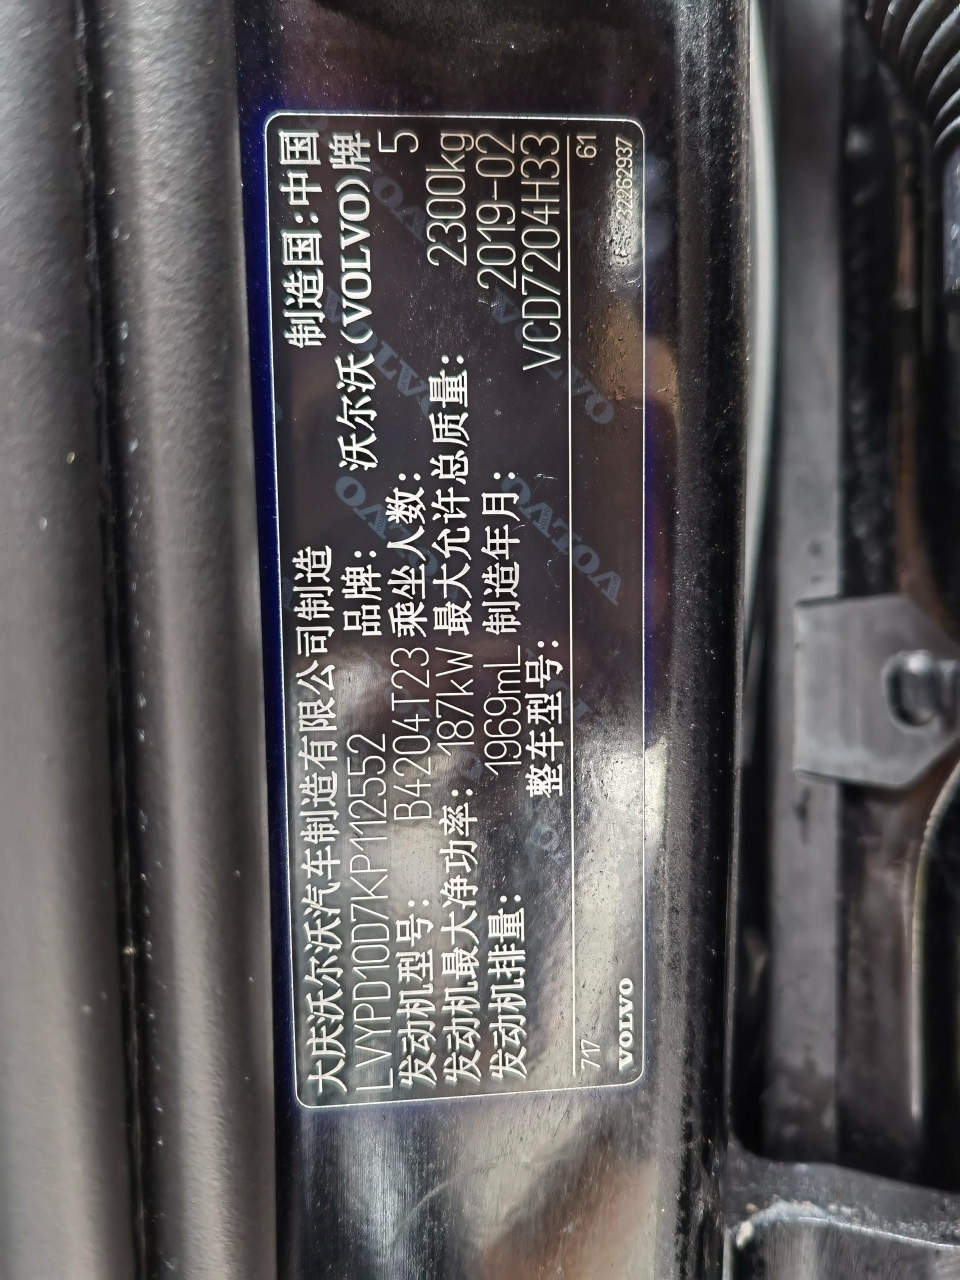 大庆沃尔沃汽车制造有限公司制造 制造国:中国
LVYPD10D7KP112552 品牌: 沃尔沃(VOLVO)牌
发动机型号: B4204T23 乘坐人数: 5
发动机最大净功率: 187kW 最大允许总质量: 2300kg
发动机排量: 1969mL 制造年月: 2019-02
整车型号: VCD7204H33
717 61
VOLVO 32262937